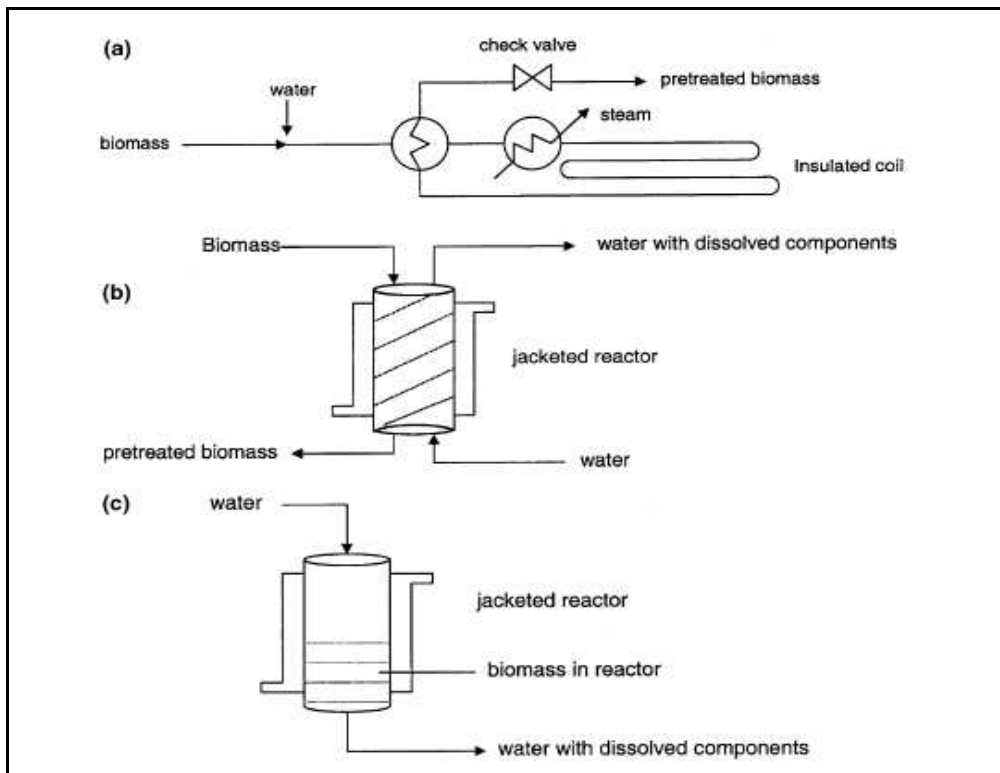 (a)
check valve
pretreated biomass
water
steam
biomass
Insulated coil
Biomass
water with dissolved components
(b)
jacketed reactor
pretreated biomass
water
(c)
water
jacketed reactor
biomass in reactor
water with dissolved components